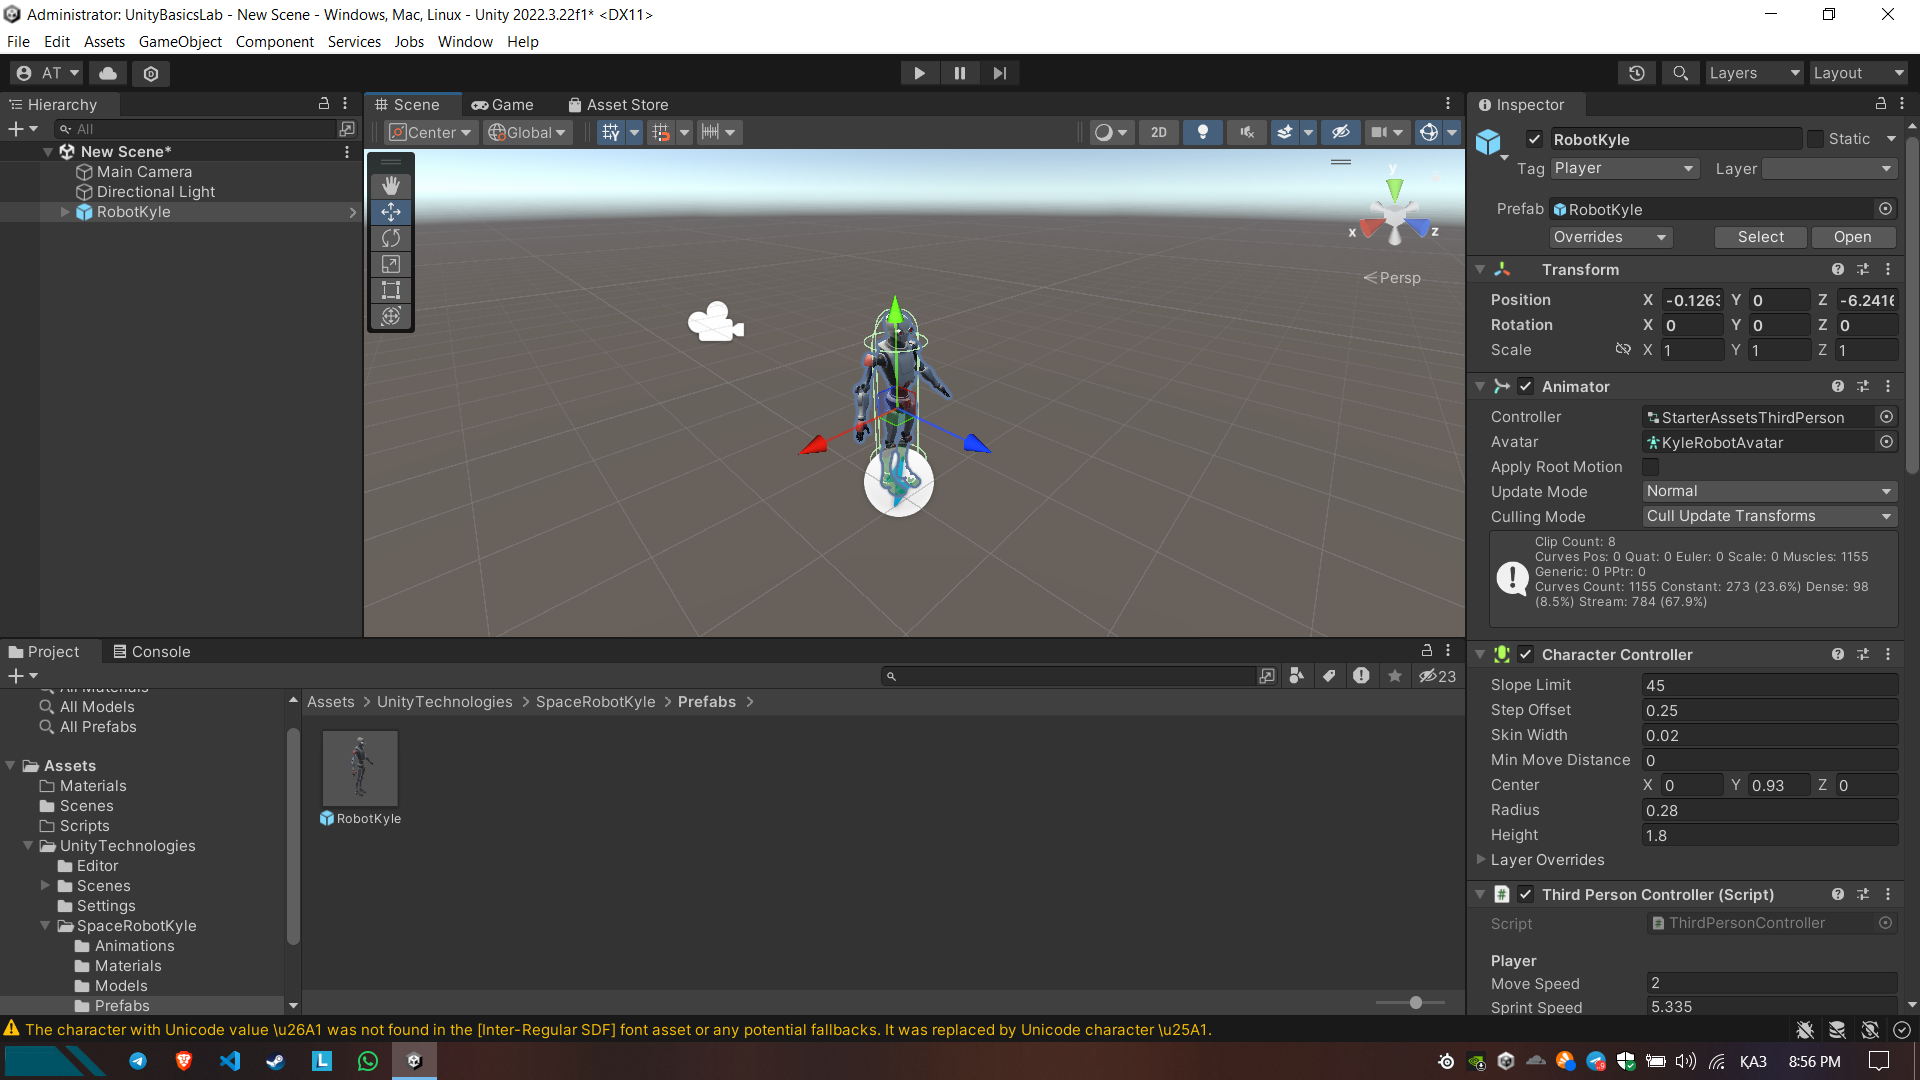 Administrator: UnityBasicsLab - New Scene - Windows, Mac, Linux - Unity 2022.3.22f1* <DX11>
File Edit Assets GameObject Component Services Jobs Window Help
AT
Layers
Layout
Hierarchy
All
New Scene*
Main Camera
Directional Light
RobotKyle
Scene
Game
Asset Store
Center
Global
2D
y
x
z
Persp
Inspector
RobotKyle
Static
Tag Player
Layer
Prefab RobotKyle
Overrides
Select
Open
Transform
Position X -0.126 Y 0 Z -6.241
Rotation X 0 Y 0 Z 0
Scale X 1 Y 1 Z 1
Animator
Controller StarterAssetsThirdPerson
Avatar KyleRobotAvatar
Apply Root Motion
Update Mode Normal
Culling Mode Cull Update Transforms
Clip Count: 8
Curves Pos: 0 Quat: 0 Euler: 0 Scale: 0 Muscles: 1155
Generic: 0 PPtr: 0
Curves Count: 1155 Constant: 273 (23.6%) Dense: 98
(8.5%) Stream: 784 (67.9%)
Character Controller
Slope Limit 45
Step Offset 0.25
Skin Width 0.02
Min Move Distance 0
Center X 0 Y 0.93 Z 0
Radius 0.28
Height 1.8
Layer Overrides
Third Person Controller (Script)
Script ThirdPersonController
Player
Move Speed 2
Sprint Speed 5.335
Project
Console
23
All Materials
All Models
All Prefabs
Assets
Materials
Scenes
Scripts
UnityTechnologies
Editor
Scenes
Settings
SpaceRobotKyle
Animations
Materials
Models
Prefabs
Assets > UnityTechnologies > SpaceRobotKyle > Prefabs >
RobotKyle
The character with Unicode value \u26A1 was not found in the [Inter-Regular SDF] font asset or any potential fallbacks. It was replaced by Unicode character \u25A1.
L
ҚАЗ
8:56 PM